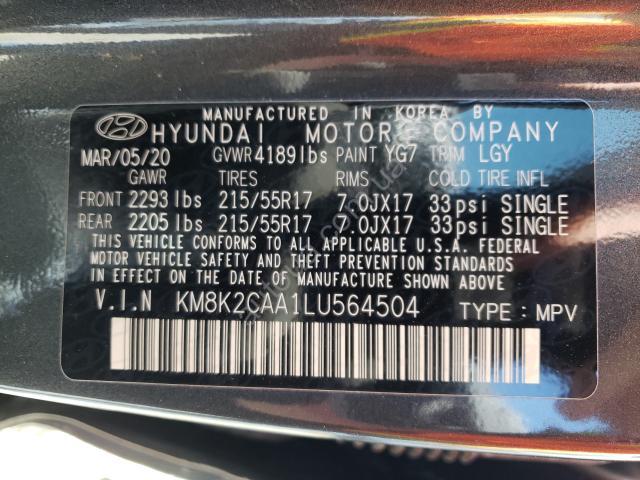 MANUFACTURED IN KOREA BY
HYUNDAI MOTOR COMPANY
MAR/05/20 GVWR 4189lbs PAINT YG7 TRIM LGY
GAWR TIRES RIMS COLD TIRE INFL
FRONT 2293 lbs 215/55R17 7.0JX17 33psi SINGLE
REAR 2205 lbs 215/55R17 7.0JX17 33psi SINGLE
THIS VEHICLE CONFORMS TO ALL APPLICABLE U.S.A. FEDERAL
MOTOR VEHICLE SAFETY AND THEFT PREVENTION STANDARDS
IN EFFECT ON THE DATE OF MANUFACTURE SHOWN ABOVE
V.I.N KM8K2CAA1LU564504 TYPE : MPV